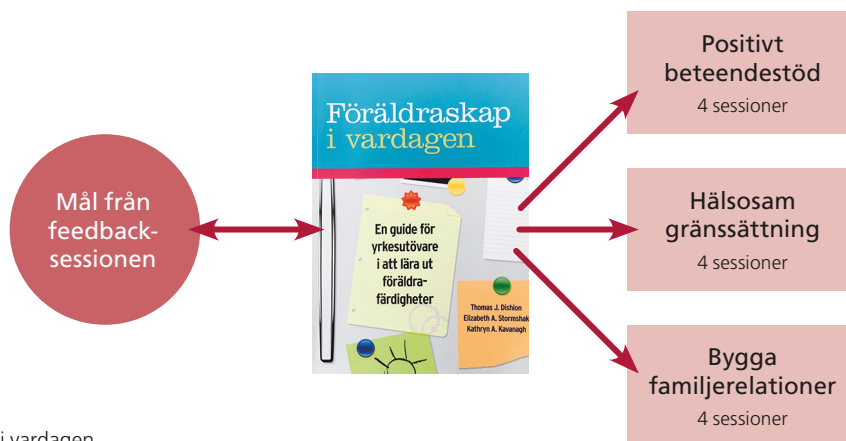 Mål från
feedback-
sessionen
Föräldraskap
i vardagen
En guide för
yrkesutövare
i att lära ut
föräldra-
färdigheter
Thomas J. Dishion
Elizabeth A. Stormshak
Kathryn A. Kavanagh
Positivt
beteendestöd
4 sessioner
Hälsosam
gränssättning
4 sessioner
Bygga
familjerelationer
4 sessioner
i vardagen